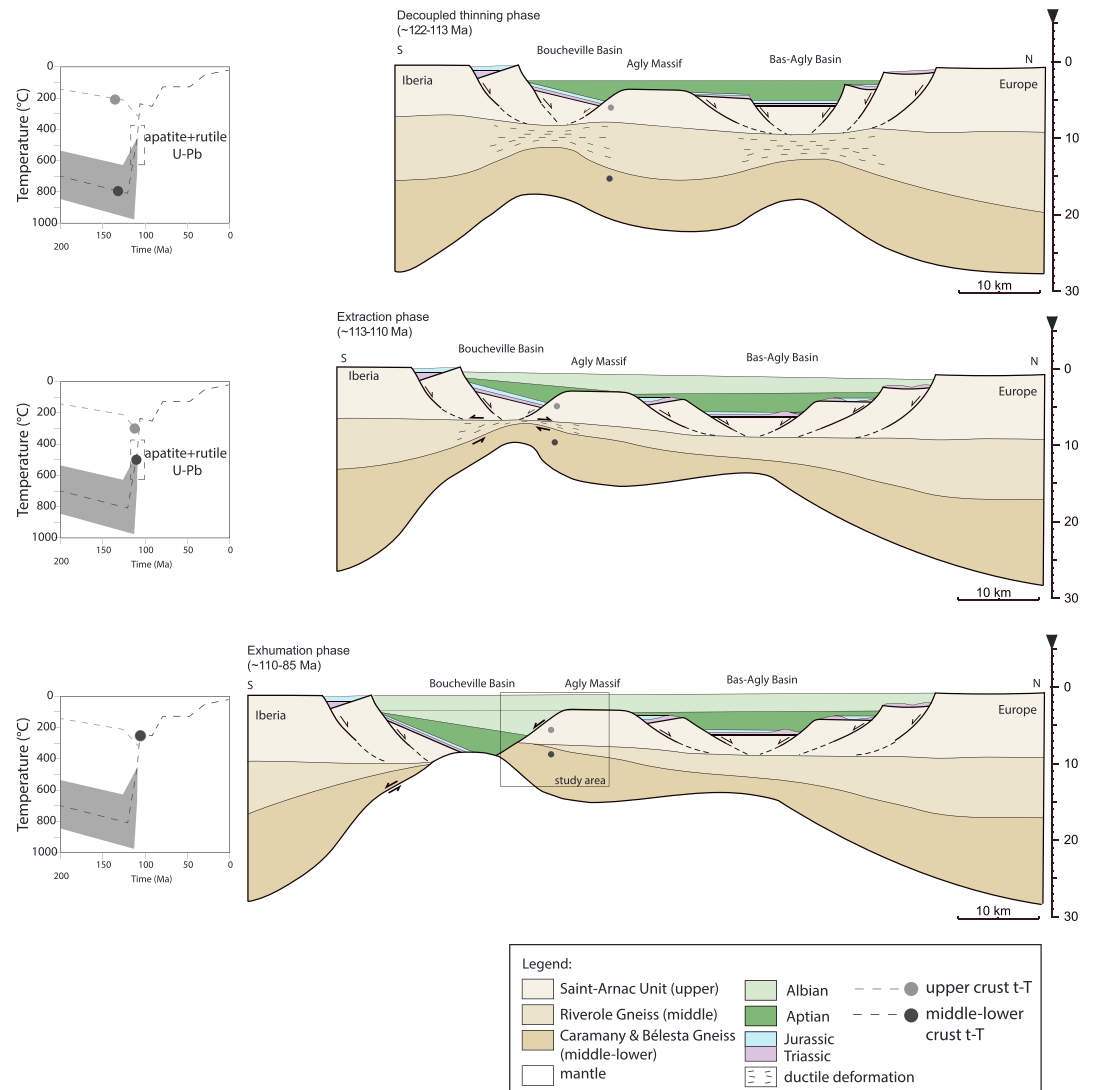 Decoupled thinning phase
(~122-113 Ma)
S
Boucheville Basin
Agly Massif
Bas-Agly Basin
N
Iberia
Europe
0
10
20
30
10 km
Temperature (°C)
0
200
400
600
800
1000
apatite+rutile
U-Pb
200
150
100
50
0
Time (Ma)
Extraction phase
(~113-110 Ma)
S
Boucheville Basin
Agly Massif
Bas-Agly Basin
N
Iberia
Europe
0
10
20
30
10 km
Temperature (°C)
0
200
400
600
800
1000
apatite+rutile
U-Pb
200
150
100
50
0
Time (Ma)
Exhumation phase
(~110-85 Ma)
S
Boucheville Basin
Agly Massif
Bas-Agly Basin
N
Iberia
Europe
study area
0
10
20
30
10 km
Temperature (°C)
0
200
400
600
800
1000
200
150
100
50
0
Time (Ma)
Legend:
Saint-Arnac Unit (upper)
Riverole Gneiss (middle)
Caramany & Bélesta Gneiss
(middle-lower)
mantle
Albian
Aptian
Jurassic
Triassic
ductile deformation
upper crust t-T
middle-lower
crust t-T